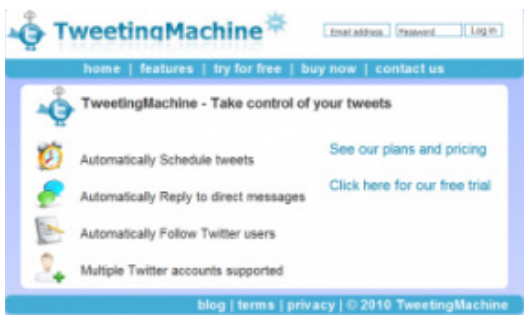 TweetingMachine
Email address Password Log in
home | features | try for free | buy now | contact us
TweetingMachine - Take control of your tweets
Automatically Schedule tweets
See our plans and pricing
Automatically Reply to direct messages
Click here for our free trial
Automatically Follow Twitter users
Multiple Twitter accounts supported
blog | terms | privacy | © 2010 TweetingMachine